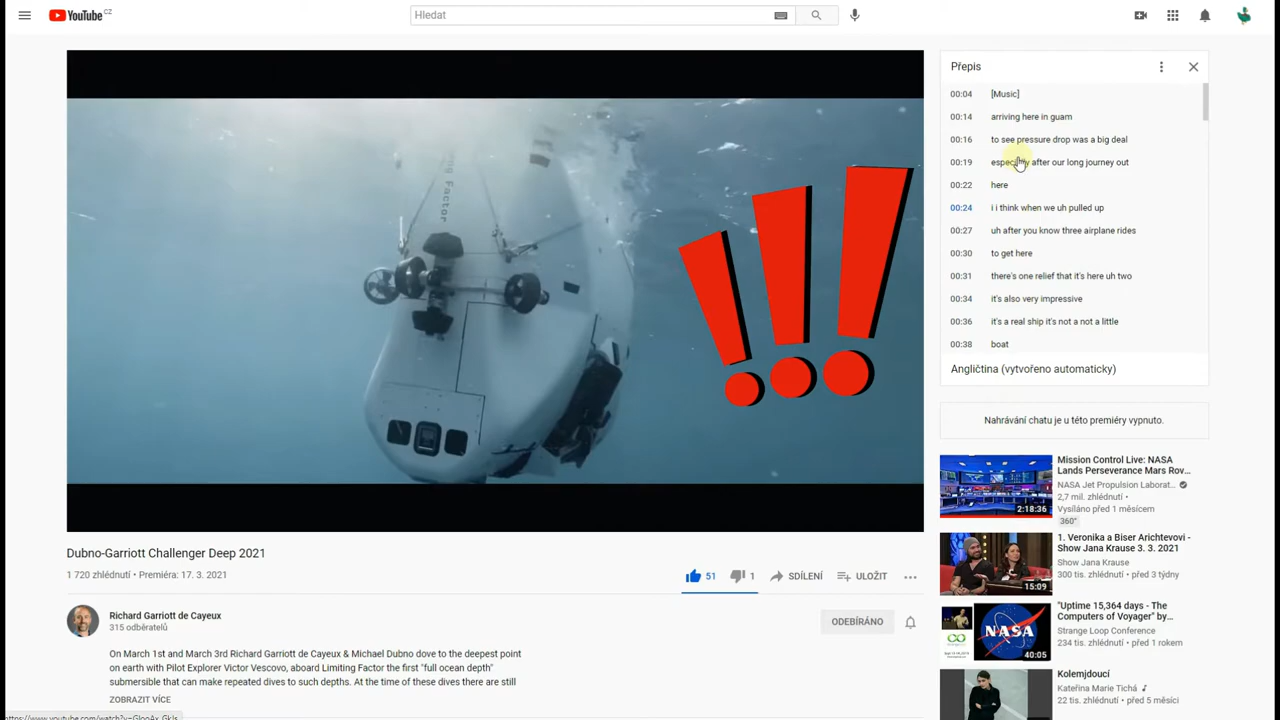 YouTube CZ
Hledat
ng Factor
Přepis
00:04 [Music]
00:14 arriving here in guam
00:16 to see pressure drop was a big deal
00:19 especially after our long journey out
00:22 here
00:24 i i think when we uh pulled up
00:27 uh after you know three airplane rides
00:30 to get here
00:31 there's one relief that it's here uh two
00:34 it's also very impressive
00:36 it's a real ship it's not a not a little
00:38 boat
Angličtina (vytvořeno automaticky)
Nahrávání chatu je u této premiéry vypnuto.
Dubno-Garriott Challenger Deep 2021
1 720 zhlédnutí • Premiéra: 17. 3. 2021
51 1 SDÍLENÍ ULOŽIT
Richard Garriott de Cayeux
315 odběratelů
ODEBÍRÁNO
On March 1st and March 3rd Richard Garriott de Cayeux & Michael Dubno dove to the deepest point
on earth with Pilot Explorer Victor Vescovo, aboard Limiting Factor the first "full ocean depth"
submersible that can make repeated dives to such depths. At the time of these dives there are still
ZOBRAZIT VÍCE
Mission Control Live: NASA
Lands Perseverance Mars Rov...
NASA Jet Propulsion Laborat...
2,7 mil. zhlédnutí •
Vysíláno před 1 měsícem
360°
2:18:36
1. Veronika a Biser Arichtevovi -
Show Jana Krause 3. 3. 2021
Show Jana Krause
300 tis. zhlédnutí • před 3 týdny
15:09
"Uptime 15,364 days - The
Computers of Voyager" by...
Strange Loop Conference
234 tis. zhlédnutí • před 1 rokem
NASA
40:05
Kolemjdoucí
Kateřina Marie Tichá
22 tis. zhlédnutí • před 5 měsíci